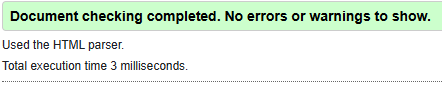 Document checking completed. No errors or warnings to show.
Used the HTML parser.
Total execution time 3 milliseconds.